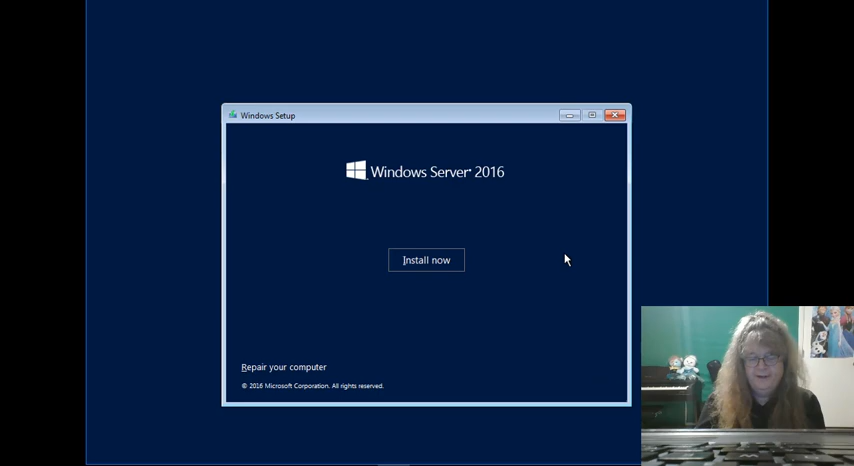 Windows Setup
Windows Server 2016
Install now
Repair your computer
© 2016 Microsoft Corporation. All rights reserved.